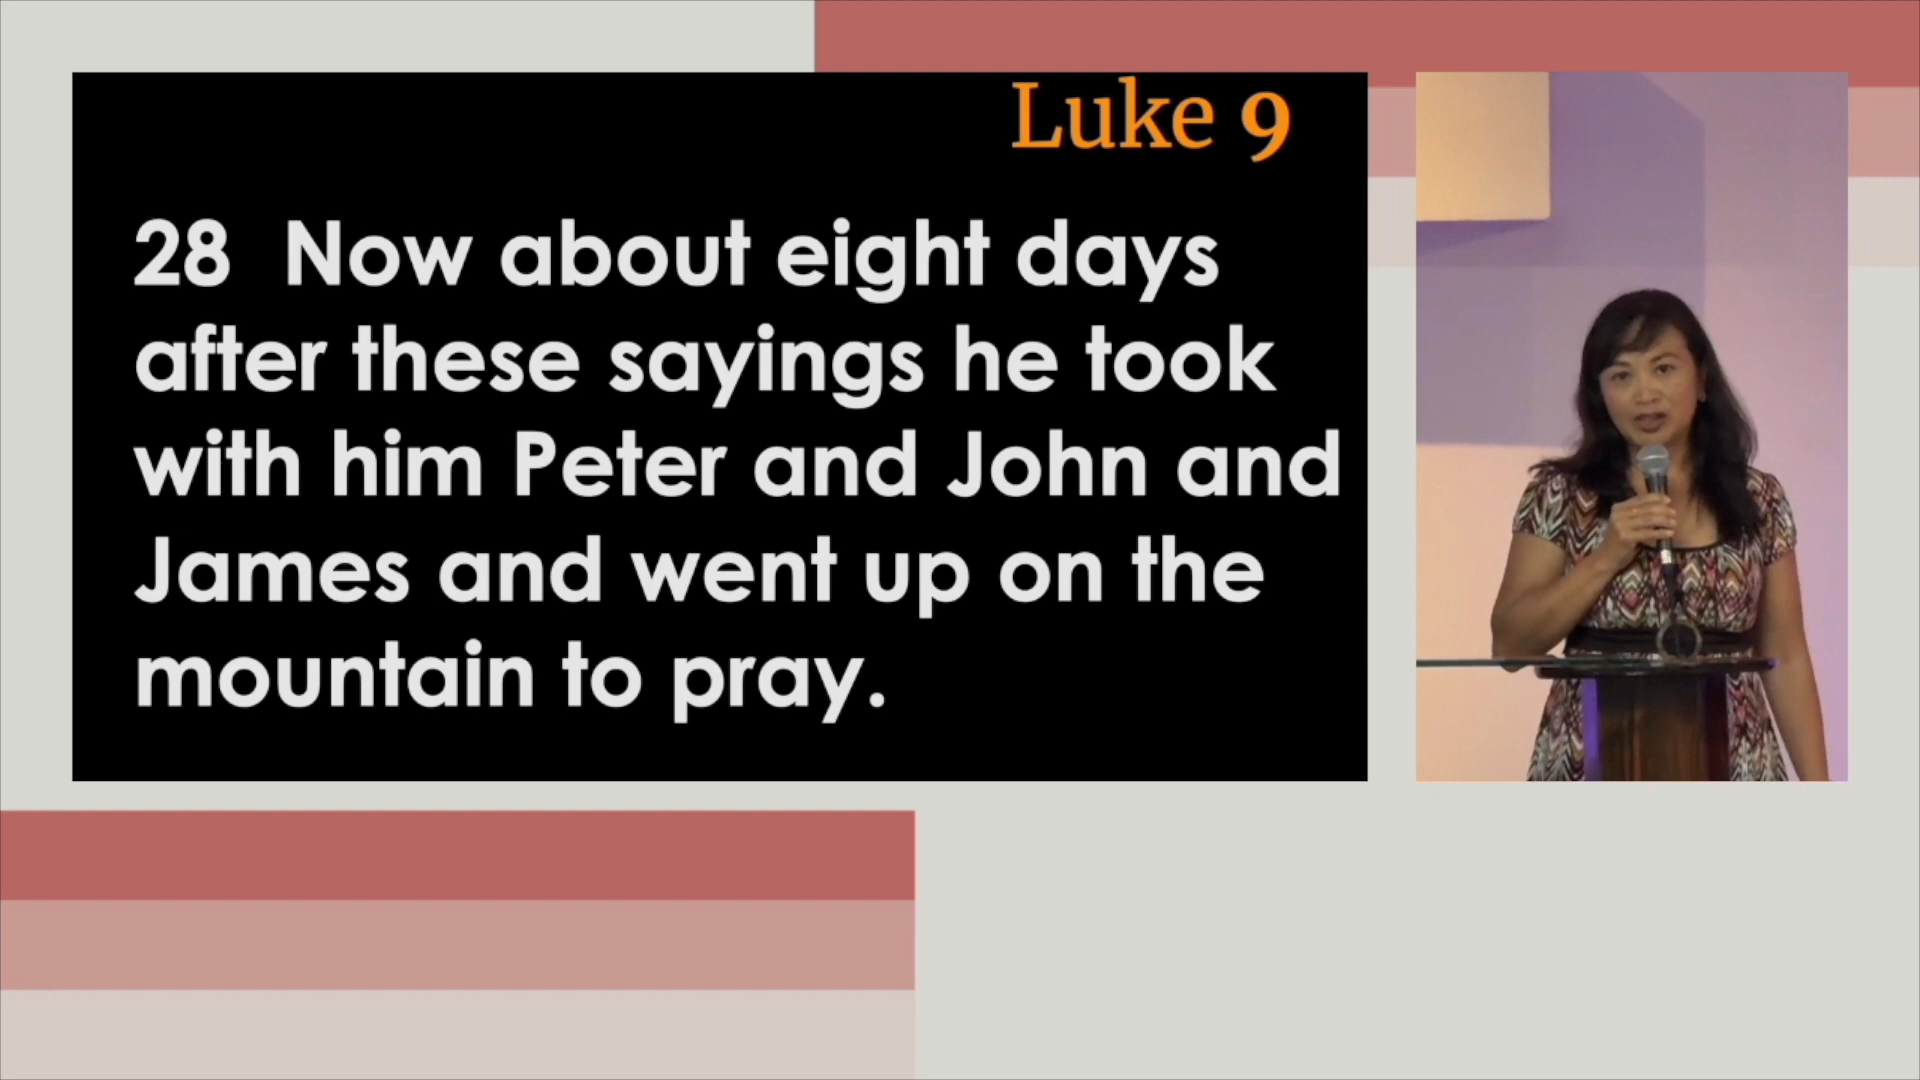 Luke 9
28 Now about eight days
after these sayings he took
with him Peter and John and
James and went up on the
mountain to pray.